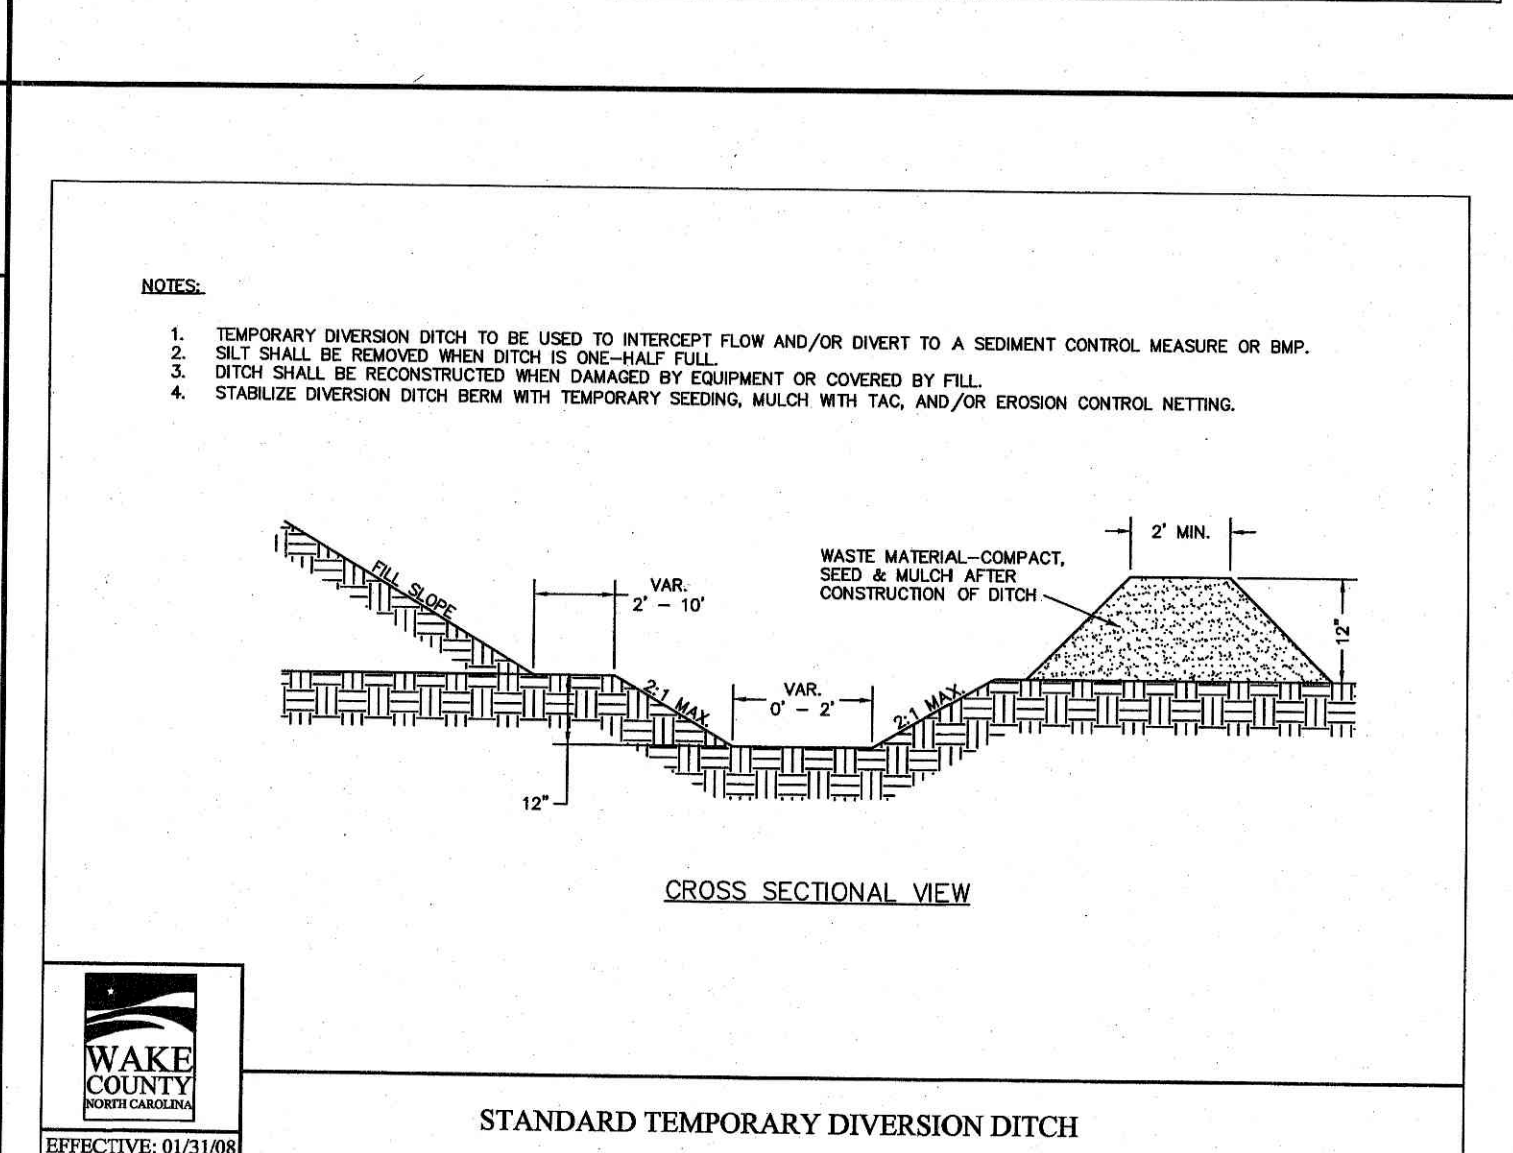 NOTES:
1. TEMPORARY DIVERSION DITCH TO BE USED TO INTERCEPT FLOW AND/OR DIVERT TO A SEDIMENT CONTROL MEASURE OR BMP.
2. SILT SHALL BE REMOVED WHEN DITCH IS ONE-HALF FULL.
3. DITCH SHALL BE RECONSTRUCTED WHEN DAMAGED BY EQUIPMENT OR COVERED BY FILL.
4. STABILIZE DIVERSION DITCH BERM WITH TEMPORARY SEEDING, MULCH WITH TAC, AND/OR EROSION CONTROL NETTING.
2' MIN.
WASTE MATERIAL-COMPACT,
SEED & MULCH AFTER
CONSTRUCTION OF DITCH
FILL SLOPE
VAR.
2' - 10'
12"
2:1 MAX.
VAR.
0' - 2'
2:1 MAX.
12"
CROSS SECTIONAL VIEW
WAKE
COUNTY
NORTH CAROLINA
STANDARD TEMPORARY DIVERSION DITCH
EFFECTIVE: 01/31/08